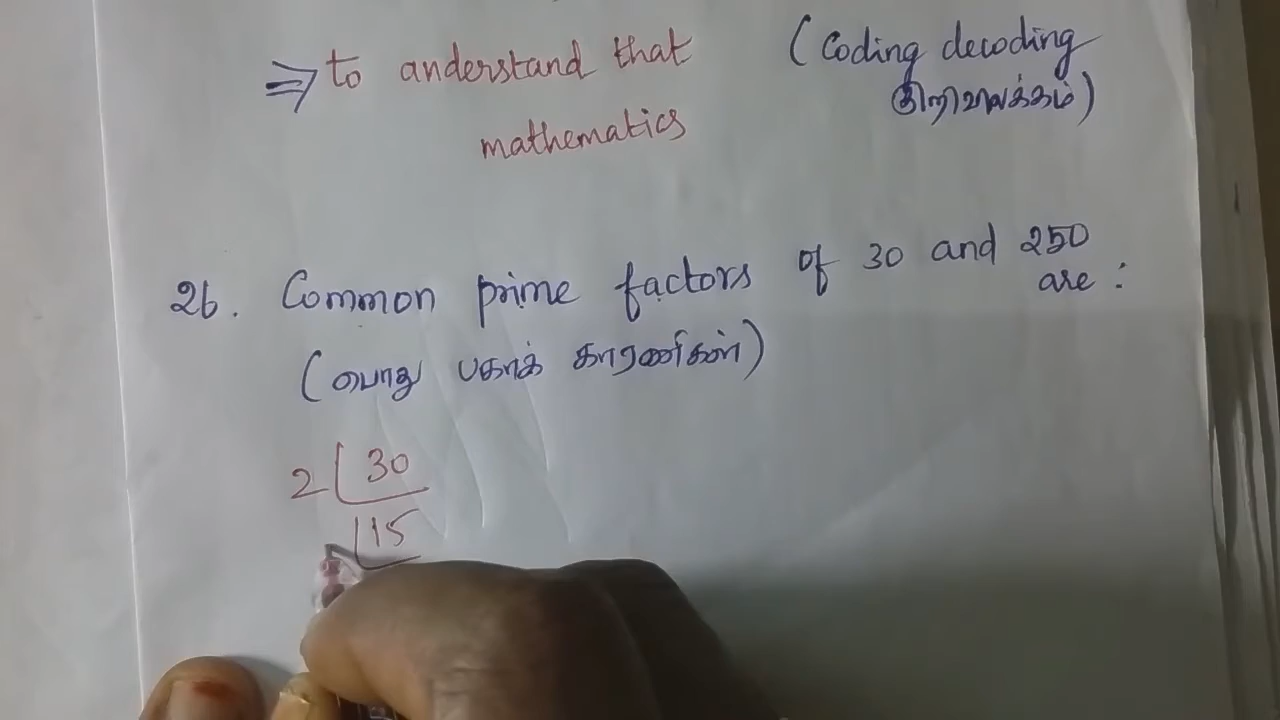 ⇒ to anderstand that (Coding decoding
குறியாக்கம்)
mathematics
26. Common prime factors of 30 and 250
are :
(பொது பகாக் காரணிகள்)
2 30
15